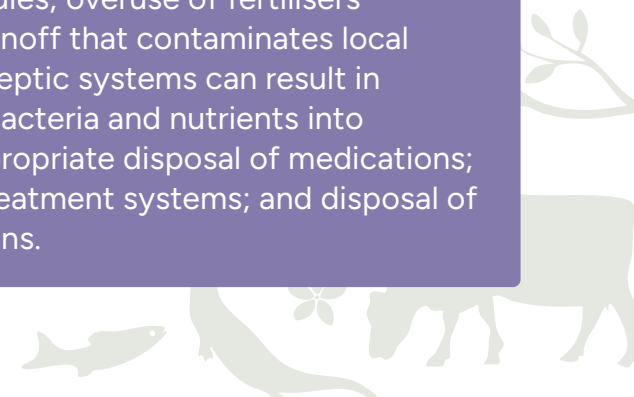 overuse of fertilisers
noff that contaminates local
eptic systems can result in
acteria and nutrients into
ropriate disposal of medications;
eatment systems; and disposal of
ns.